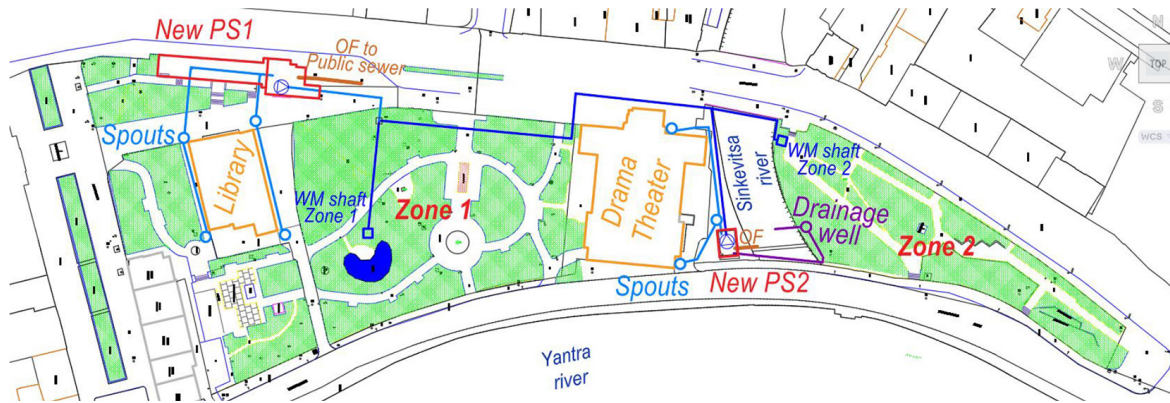 New PS1
OF to
Public sewer
N
W
TOP
S
WCS
Spouts
Library
WM shaft
Zone 1
Zone 1
Drama
Theater
Sinkevitsa
river
WM shaft
Zone 2
Drainage
well
OF
Zone 2
Spouts
New PS2
Yantra
river